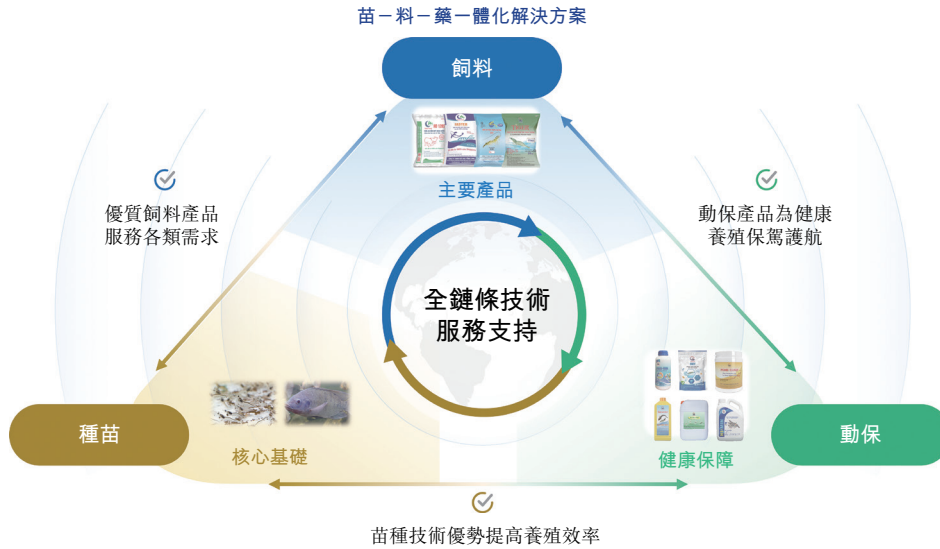 苗－料－藥一體化解決方案
飼料
主要產品
優質飼料產品
服務各類需求
動保產品為健康
養殖保駕護航
全鏈條技術
服務支持
種苗
核心基礎
健康保障
動保
苗種技術優勢提高養殖效率